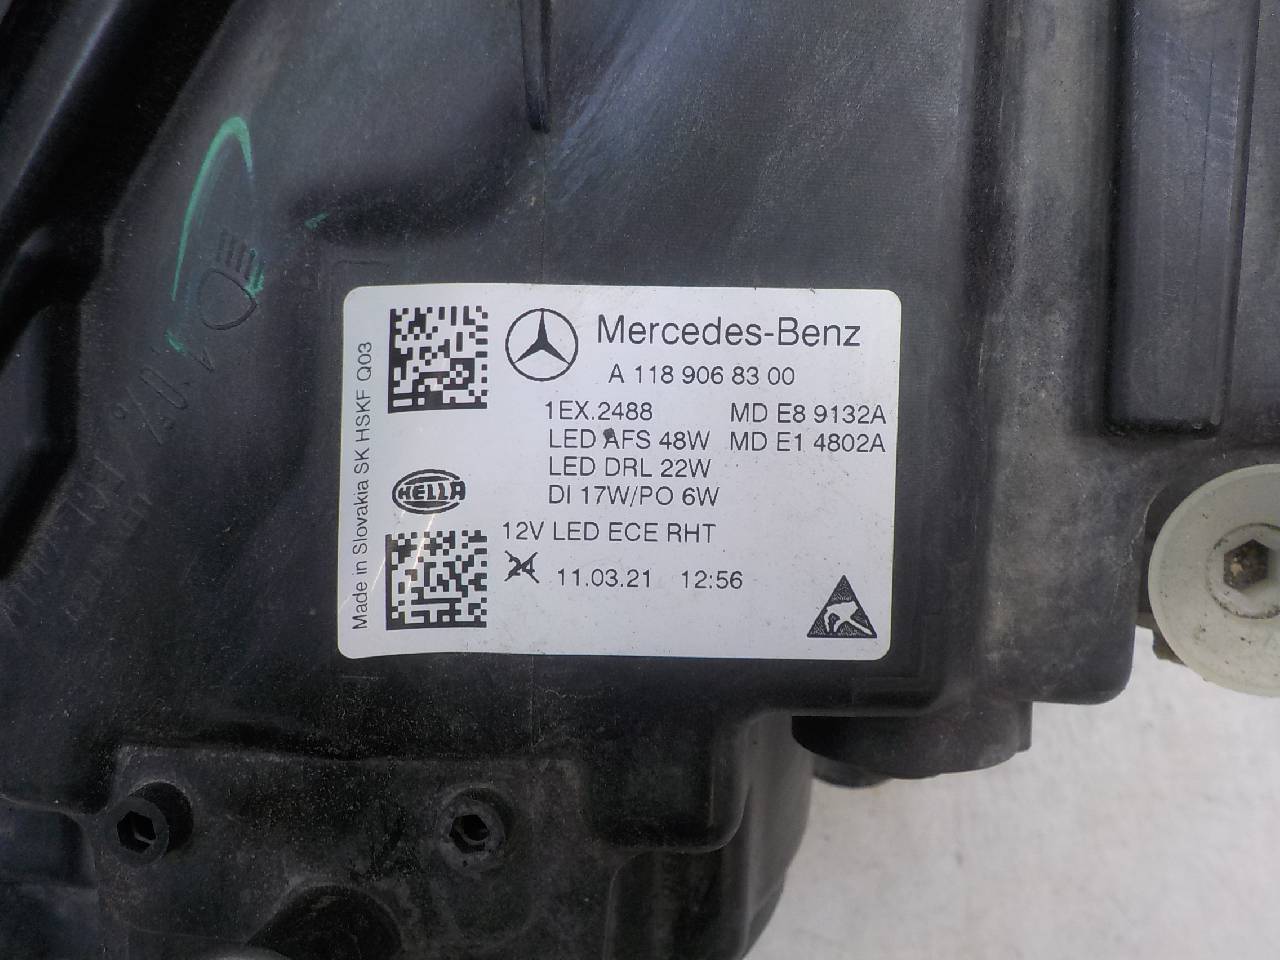 Mercedes-Benz
A 118 906 83 00
1EX.2488 MD E8 9132A
LED AFS 48W MD E1 4802A
LED DRL 22W
DI 17W/PO 6W
12V LED ECE RHT
24 11.03.21 12:56
HELLA
Made in Slovakia SK HSKF Q03